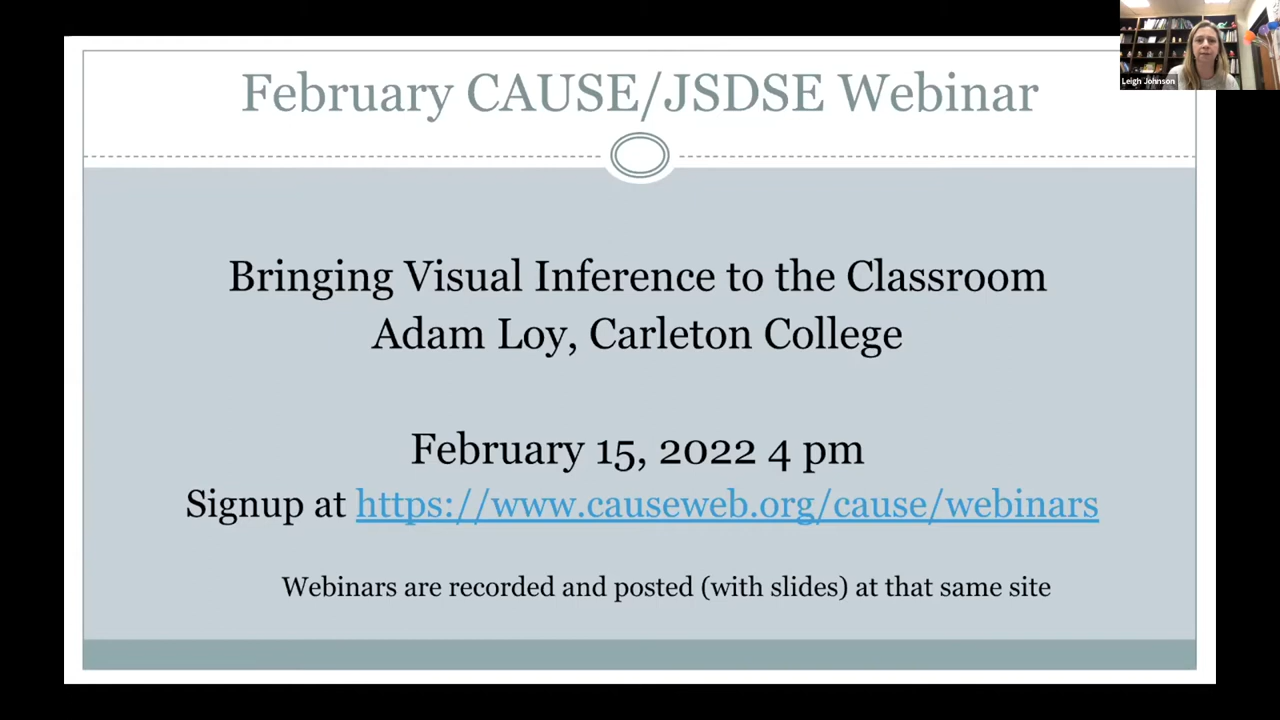 February CAUSE/JSDSE Webinar
Leigh Johnson
Bringing Visual Inference to the Classroom
Adam Loy, Carleton College
February 15, 2022 4 pm
Signup at https://www.causeweb.org/cause/webinars
Webinars are recorded and posted (with slides) at that same site